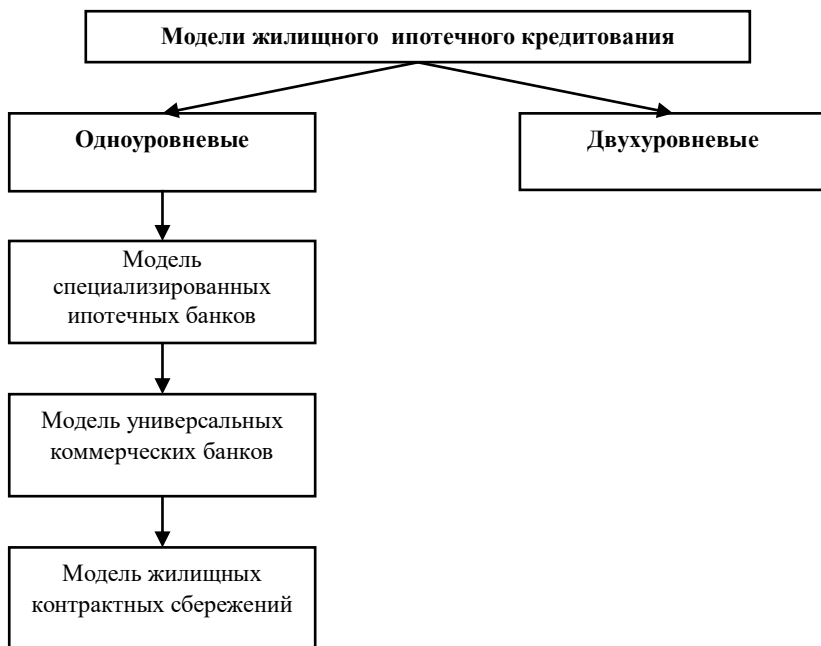 Модели жилищного ипотечного кредитования
Одноуровневые
Двухуровневые
Модель
специализированных
ипотечных банков
Модель универсальных
коммерческих банков
Модель жилищных
контрактных сбережений